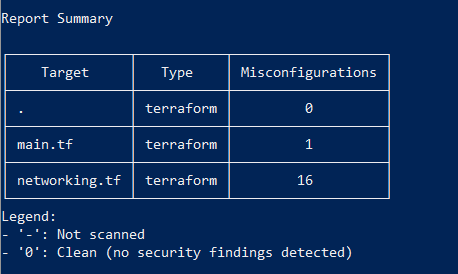 Report Summary
Target Type Misconfigurations
. terraform 0
main.tf terraform 1
networking.tf terraform 16
Legend:
- '-': Not scanned
- '0': Clean (no security findings detected)